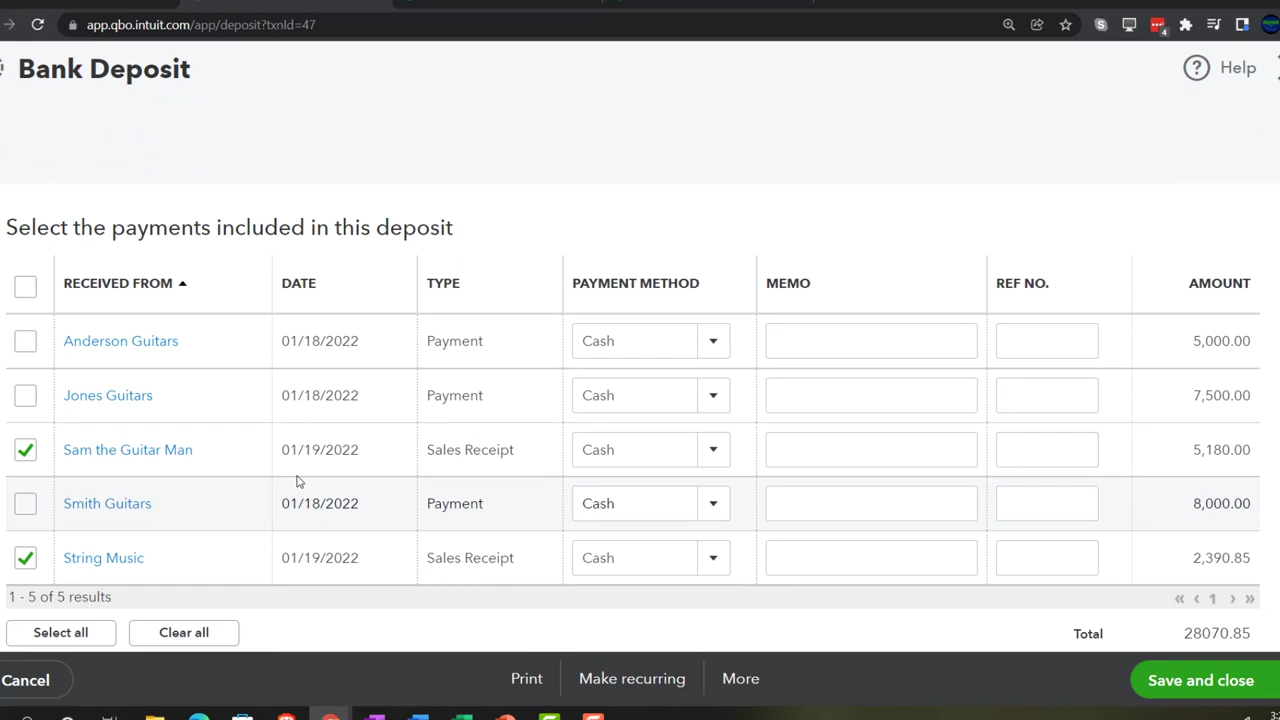 app.qbo.intuit.com/app/deposit?txnId=47
4
Bank Deposit
? Help
Select the payments included in this deposit
RECEIVED FROM DATE TYPE PAYMENT METHOD MEMO REF NO. AMOUNT
Anderson Guitars 01/18/2022 Payment Cash 5,000.00
Jones Guitars 01/18/2022 Payment Cash 7,500.00
Sam the Guitar Man 01/19/2022 Sales Receipt Cash 5,180.00
Smith Guitars 01/18/2022 Payment Cash 8,000.00
String Music 01/19/2022 Sales Receipt Cash 2,390.85
1 - 5 of 5 results « ‹ 1 › »
Select all Clear all Total 28070.85
Cancel Print Make recurring More Save and close